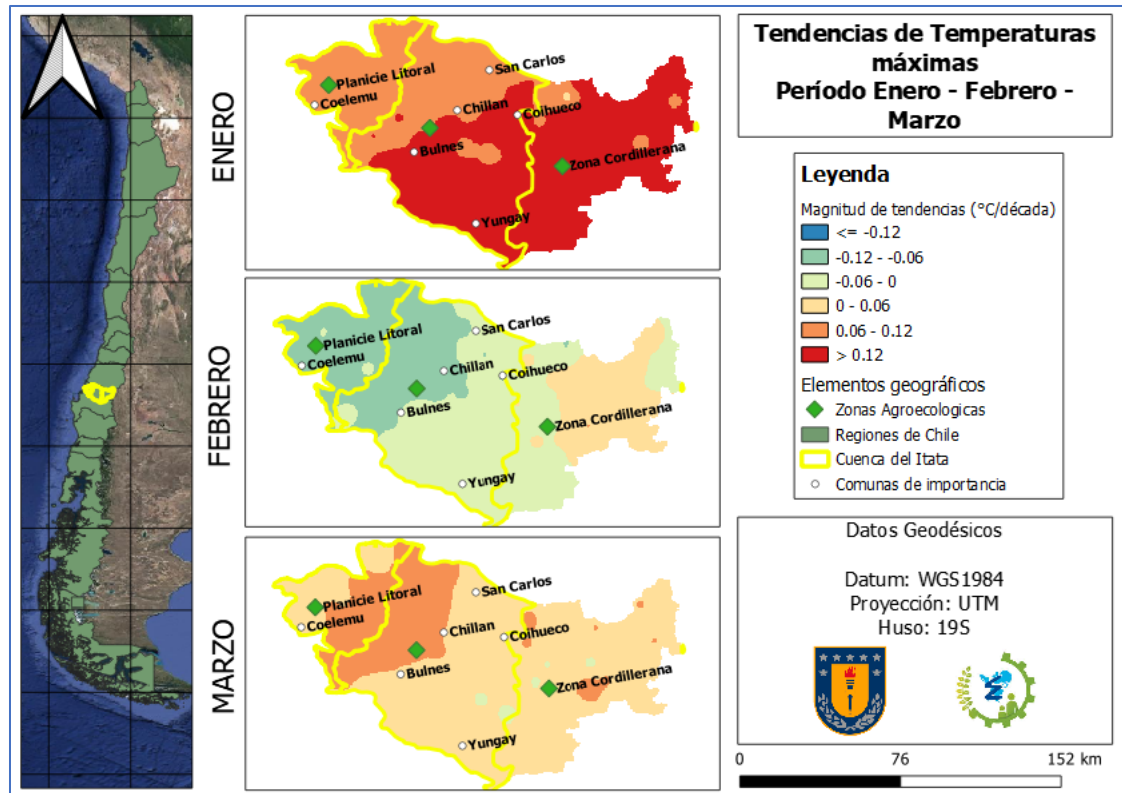 Tendencias de Temperaturas
máximas
Período Enero - Febrero -
Marzo
ENERO
San Carlos
Planicie Litoral
Coelemu
Chillan
Coihueco
Bulnes
Zona Cordillerana
Yungay
FEBRERO
San Carlos
Planicie Litoral
Coelemu
Chillan
Coihueco
Bulnes
Zona Cordillerana
Yungay
MARZO
San Carlos
Planicie Litoral
Coelemu
Chillan
Coihueco
Bulnes
Zona Cordillerana
Yungay
Leyenda
Magnitud de tendencias (°C/década)
<= -0.12
-0.12 - -0.06
-0.06 - 0
0 - 0.06
0.06 - 0.12
> 0.12
Elementos geográficos
Zonas Agroecologicas
Regiones de Chile
Cuenca del Itata
Comunas de importancia
Datos Geodésicos
Datum: WGS1984
Proyección: UTM
Huso: 19S
0 76 152 km